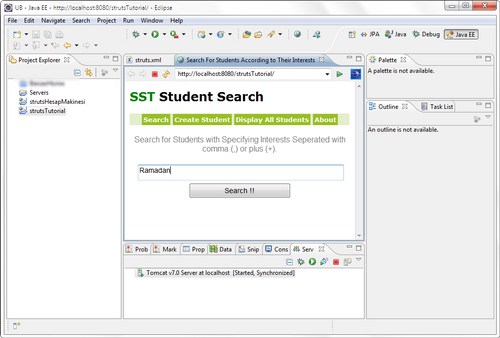 UB - Java EE - http://localhost:8080/strutsTutorial/ - Eclipse
File Edit Navigate Search Project Run Window Help
JPA Java Debug Java EE
Project Explorer
Servers
strutsHesapMakinesi
strutsTutorial
struts.xml Search For Students According to Their Interests
http://localhost:8080/strutsTutorial/
SST Student Search
Search Create Student Display All Students About
Search for Students with Specifying Interests Seperated with
comma (,) or plus (+).
Ramadan
Search !!
Palette
A palette is not available.
Outline Task List
An outline is not available.
Prob Mark Prop Data Snip Cons Serv
Tomcat v7.0 Server at localhost [Started, Synchronized]